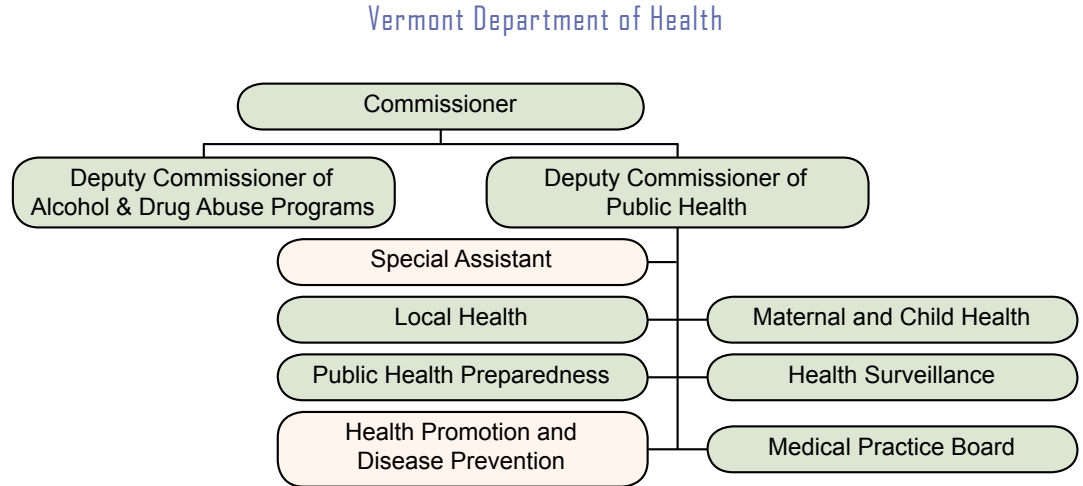 Vermont Department of Health
Commissioner
Deputy Commissioner of
Alcohol & Drug Abuse Programs
Deputy Commissioner of
Public Health
Special Assistant
Local Health
Maternal and Child Health
Public Health Preparedness
Health Surveillance
Health Promotion and
Disease Prevention
Medical Practice Board